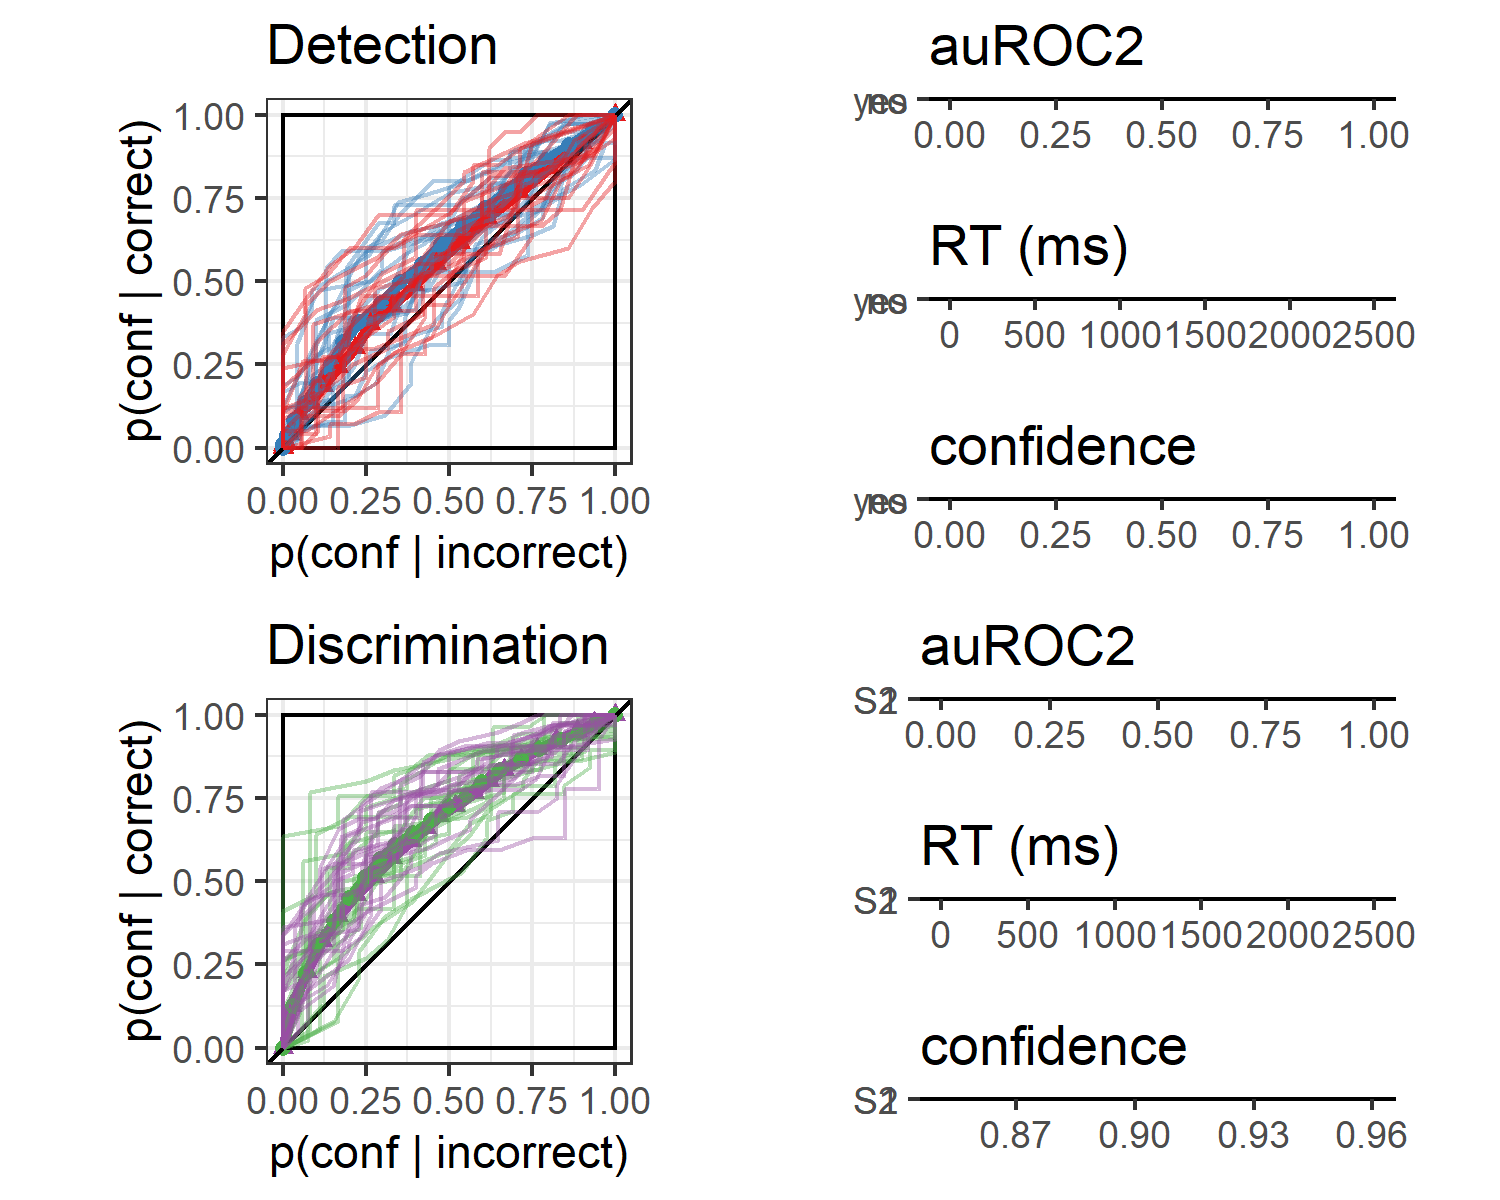 Detection
1.00
0.75
0.50
0.25
0.00
p(conf | correct)
0.00 0.25 0.50 0.75 1.00
p(conf | incorrect)
auROC2
0.00 0.25 0.50 0.75 1.00
RT (ms)
0 500 1000 1500 2000 2500
confidence
0.00 0.25 0.50 0.75 1.00
Discrimination
1.00
0.75
0.50
0.25
0.00
p(conf | correct)
0.00 0.25 0.50 0.75 1.00
p(conf | incorrect)
auROC2
0.00 0.25 0.50 0.75 1.00
RT (ms)
0 500 1000 1500 2000 2500
confidence
0.87 0.90 0.93 0.96